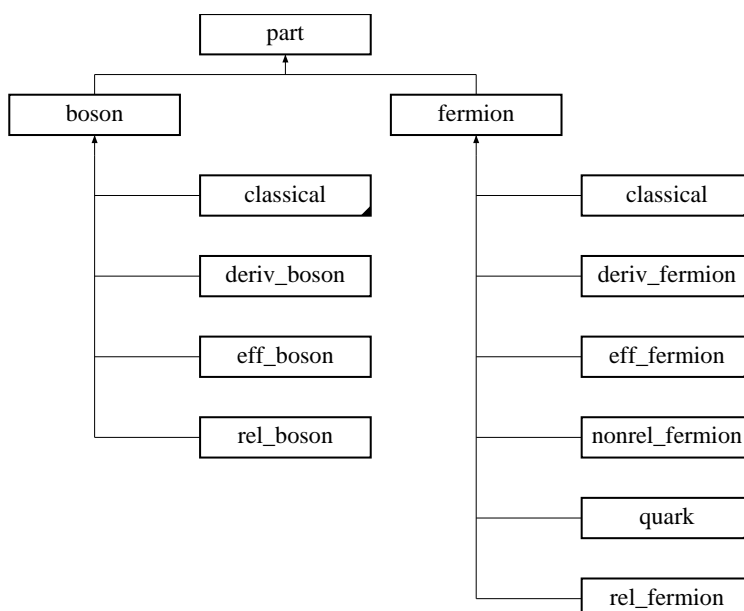 part
boson
fermion
classical
classical
deriv_boson
deriv_fermion
eff_boson
eff_fermion
rel_boson
nonrel_fermion
quark
rel_fermion